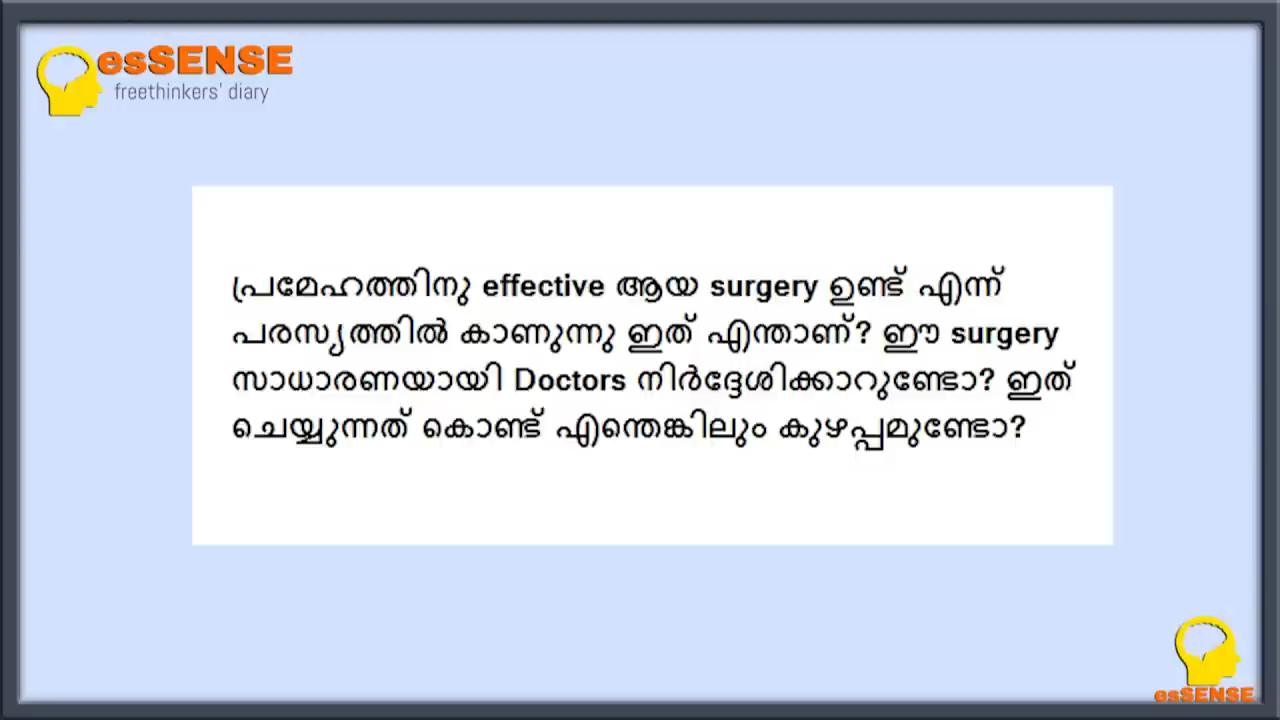 esSENSE
freethinkers' diary
പ്രമേഹത്തിനു effective ആയ surgery ഉണ്ട് എന്ന്
പരസ്യത്തിൽ കാണുന്നു ഇത് എന്താണ്? ഈ surgery
സാധാരണയായി Doctors നിർദ്ദേശിക്കാറുണ്ടോ? ഇത്
ചെയ്യുന്നത് കൊണ്ട് എന്തെങ്കിലും കുഴപ്പമുണ്ടോ?
esSENSE